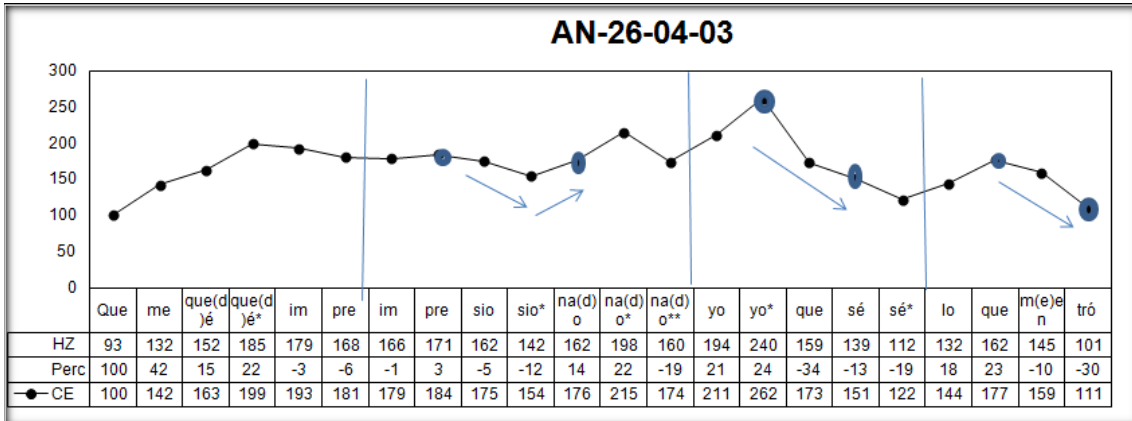 AN-26-04-03
300
250
200
150
100
50
0
Que me que(d)é que(d)é* im pre im pre sio sio* na(d)o na(d)o* na(d)o** yo yo* que sé sé* lo que m(e)en tró
HZ 93 132 152 185 179 168 166 171 162 142 162 198 160 194 240 159 139 112 132 162 145 101
Perc 100 42 15 22 -3 -6 -1 3 -5 -12 14 22 -19 21 24 -34 -13 -19 18 23 -10 -30
CE 100 142 163 199 193 181 179 184 175 154 176 215 174 211 262 173 151 122 144 177 159 111